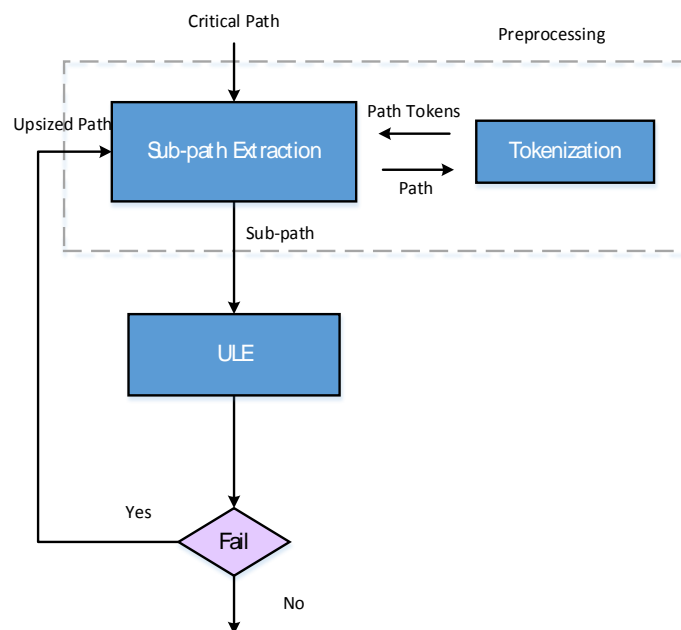 Critical Path
Preprocessing
Upsized Path
Path Tokens
Sub-path Extraction
Tokenization
Path
Sub-path
ULE
Yes
Fail
No